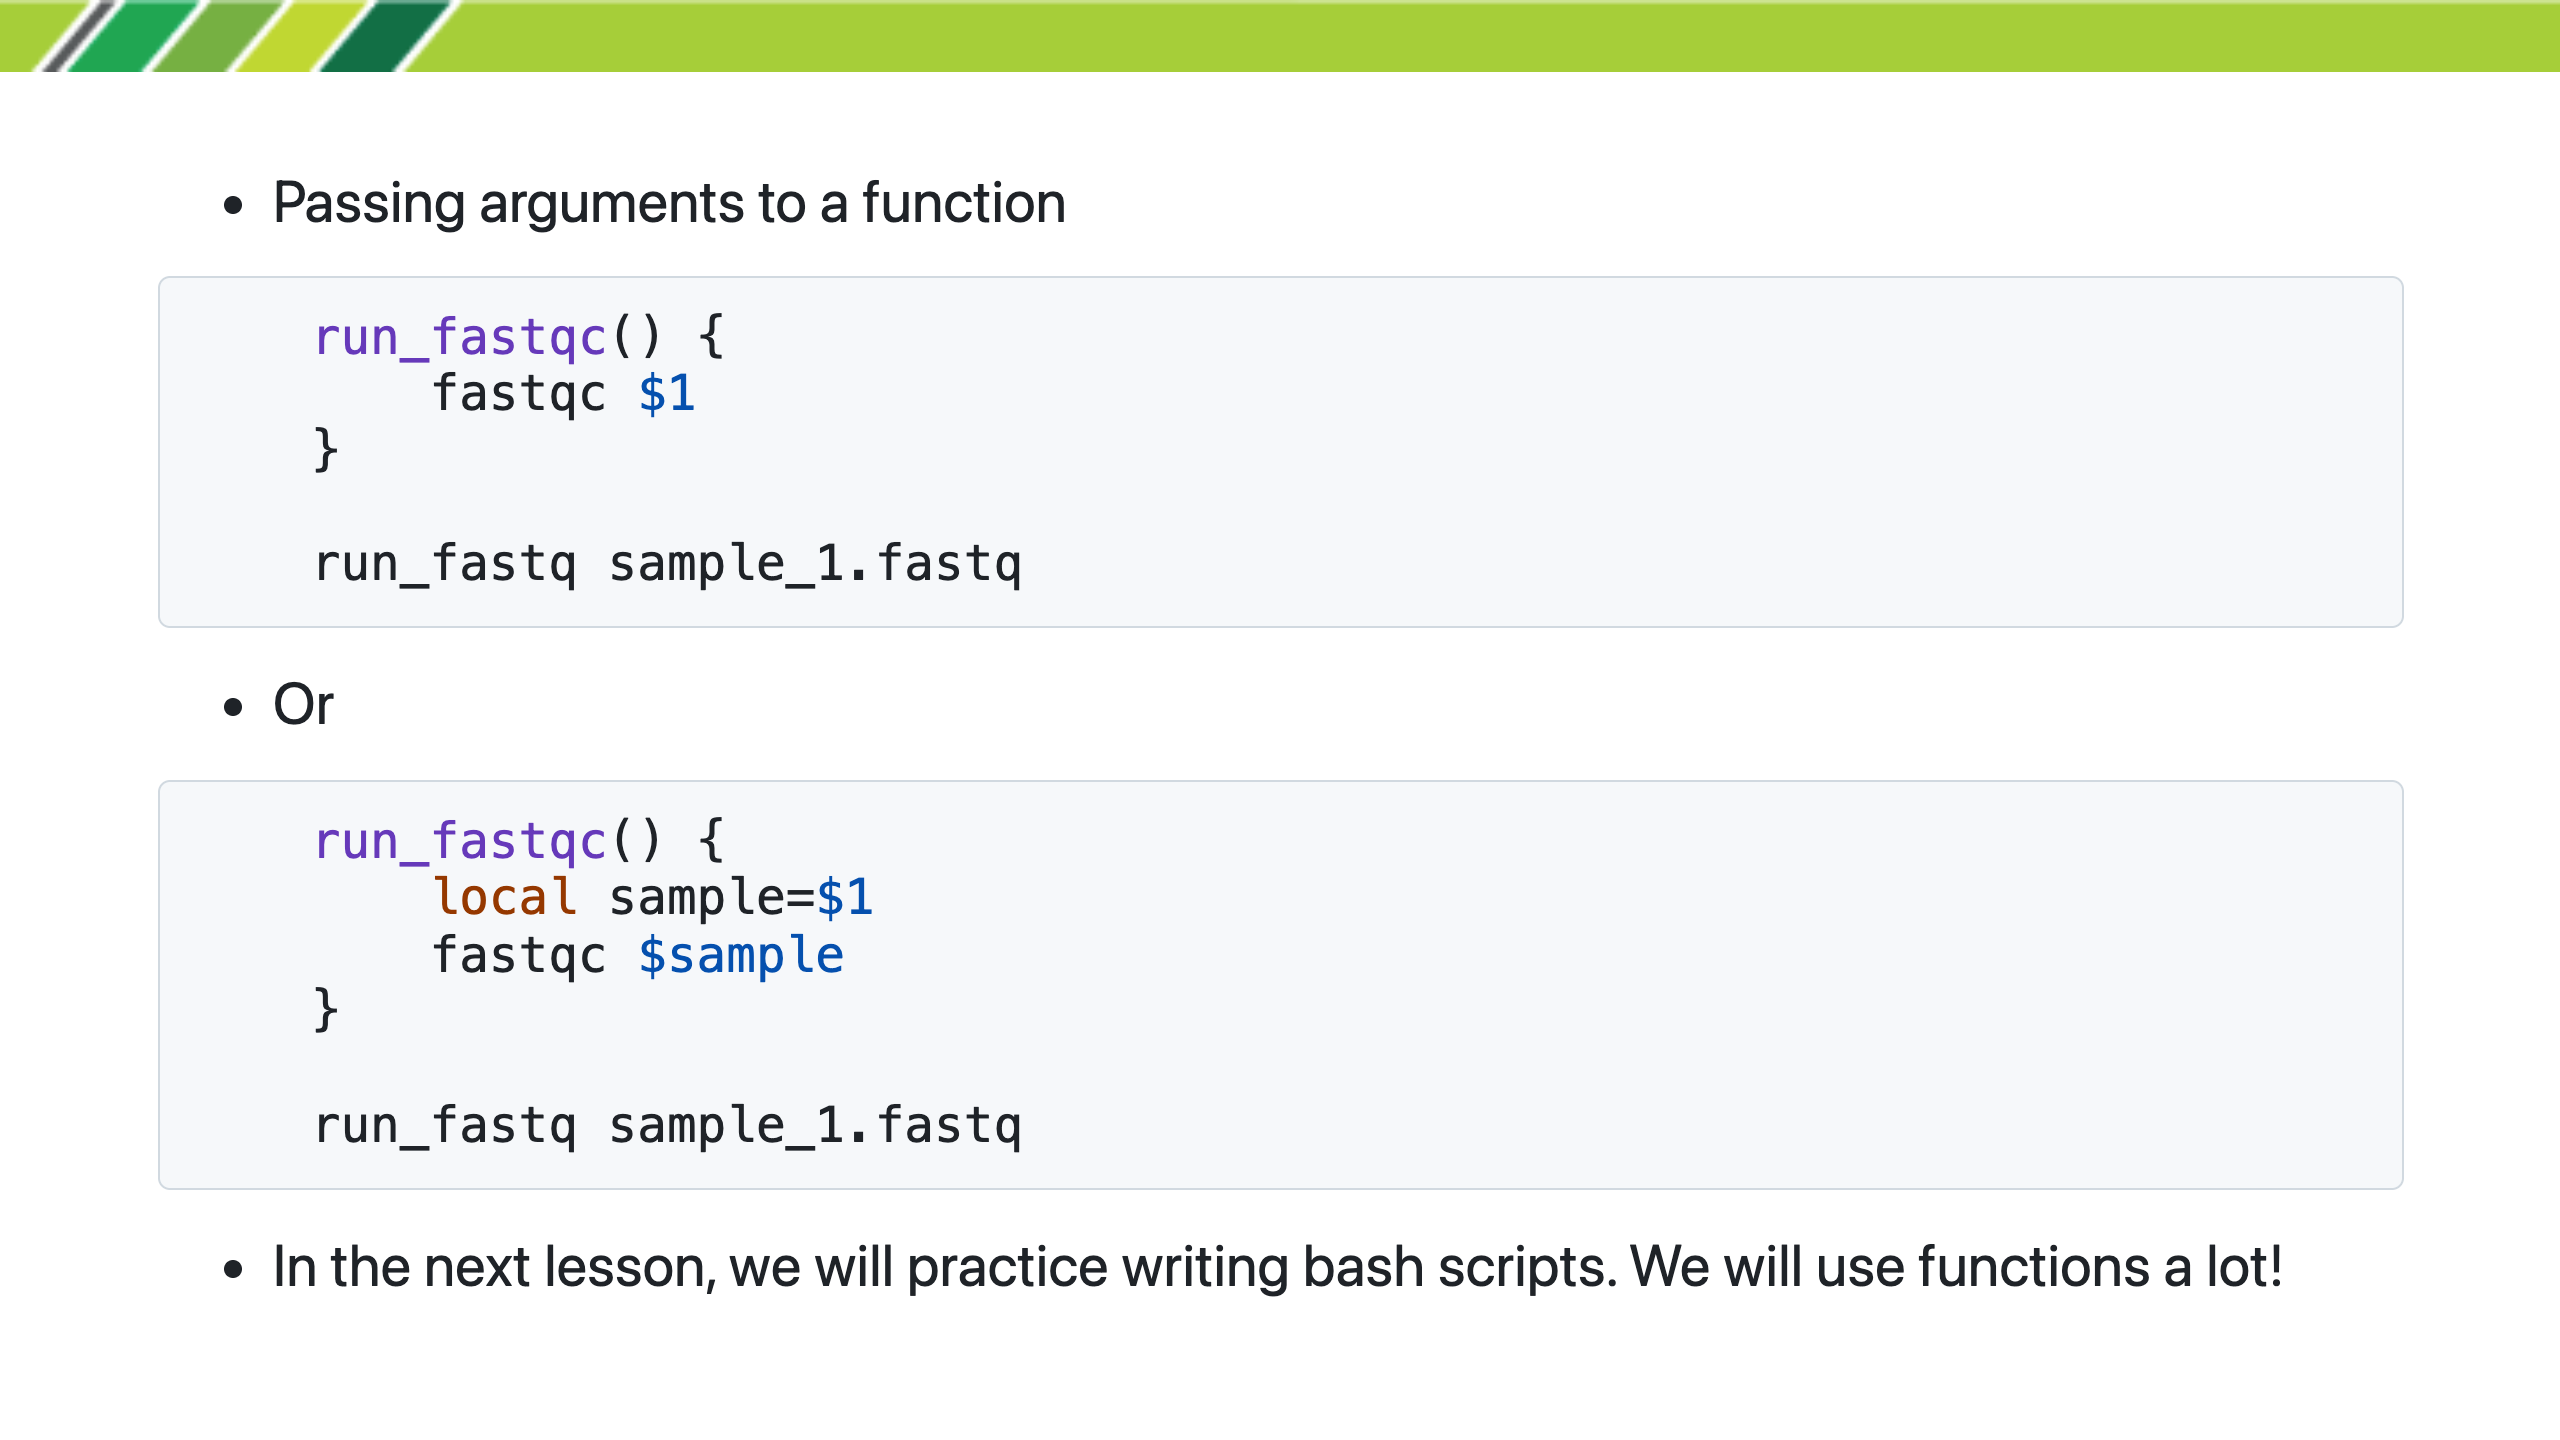 • Passing arguments to a function
run_fastqc() {
    fastqc $1
}
run_fastq sample_1.fastq
• Or
run_fastqc() {
    local sample=$1
    fastqc $sample
}
run_fastq sample_1.fastq
• In the next lesson, we will practice writing bash scripts. We will use functions a lot!